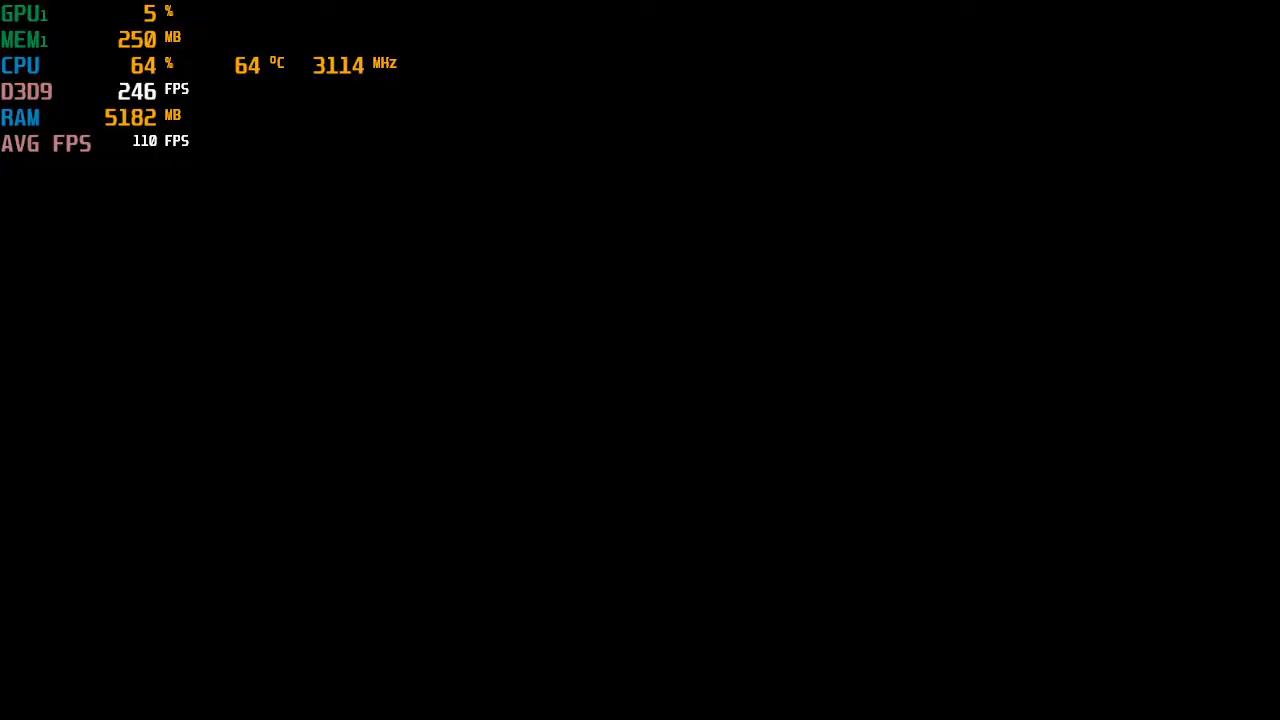 GPU1 5 %
MEM1 250 MB
CPU 64 % 64 ºC 3114 MHz
D3D9 246 FPS
RAM 5182 MB
AVG FPS 110 FPS